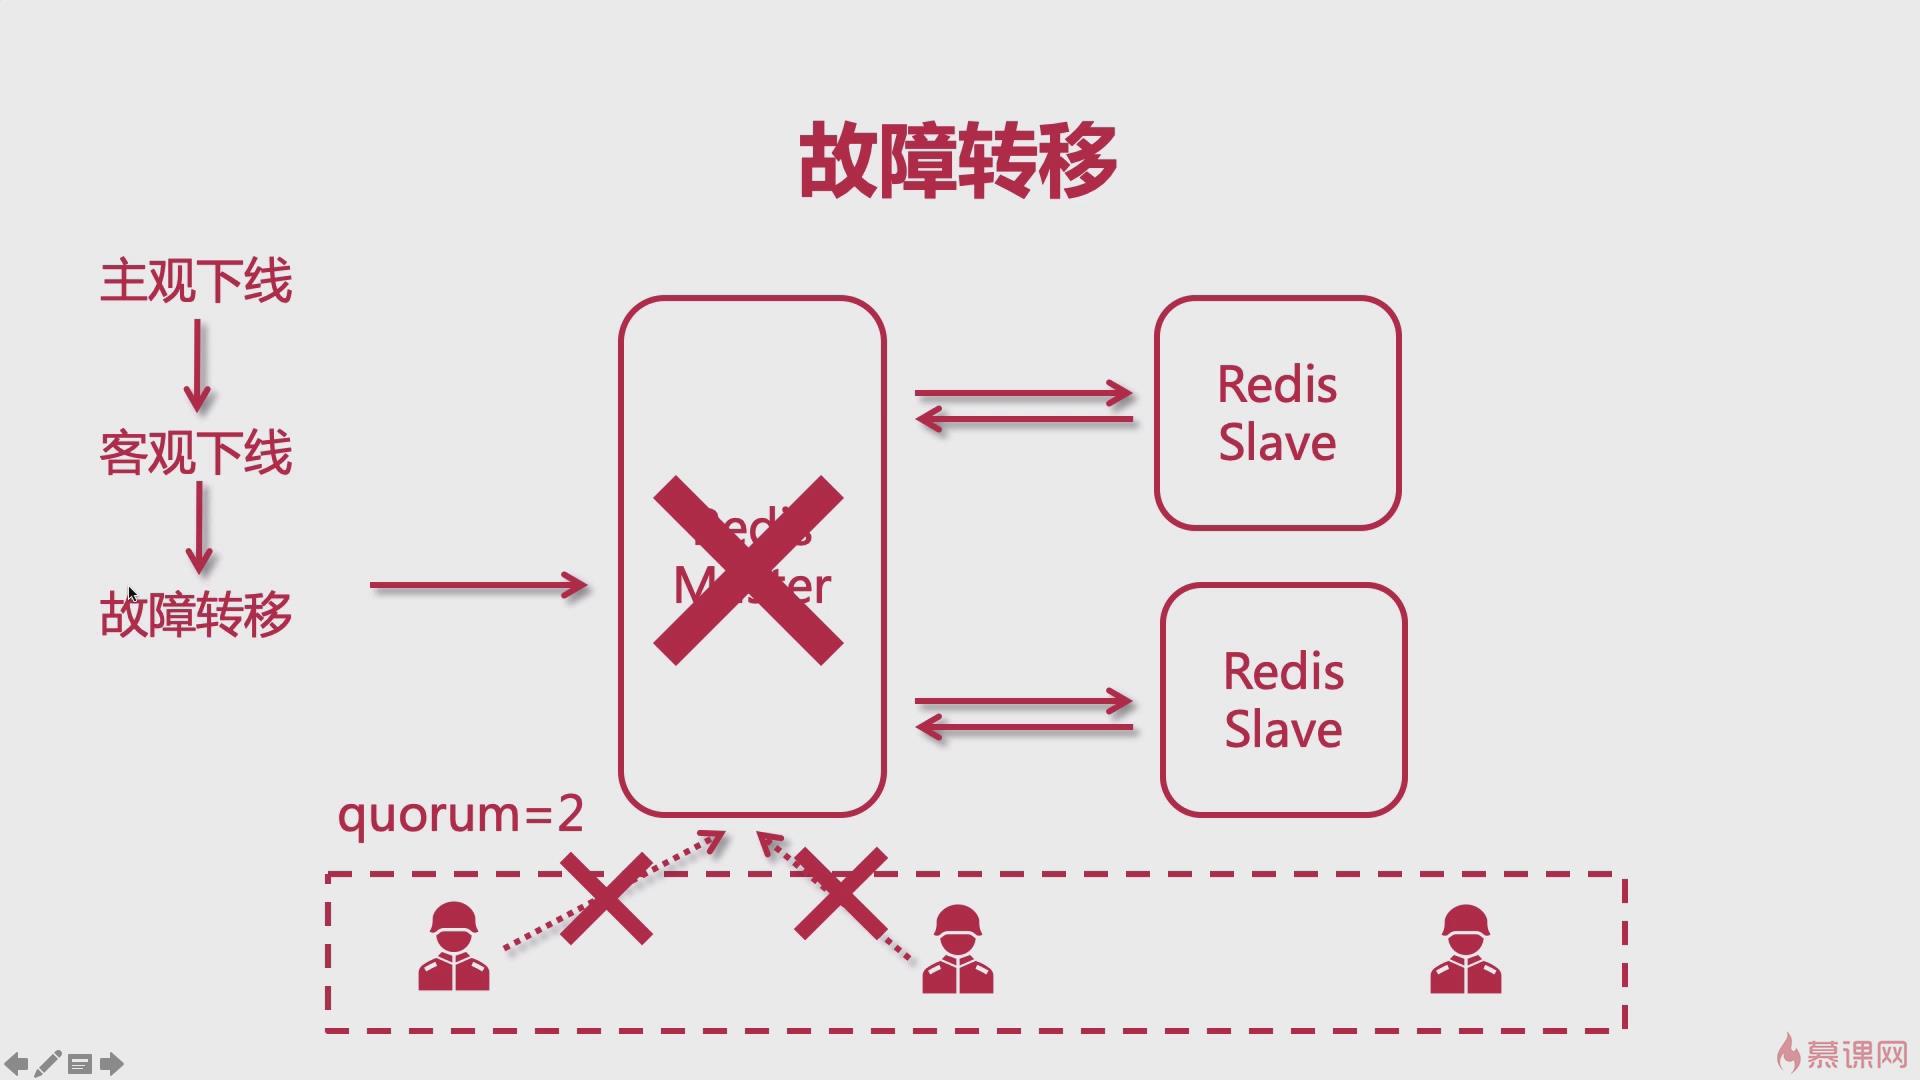 故障转移
主观下线
客观下线
故障转移
Redis
Master
Redis
Slave
Redis
Slave
quorum=2
慕课网